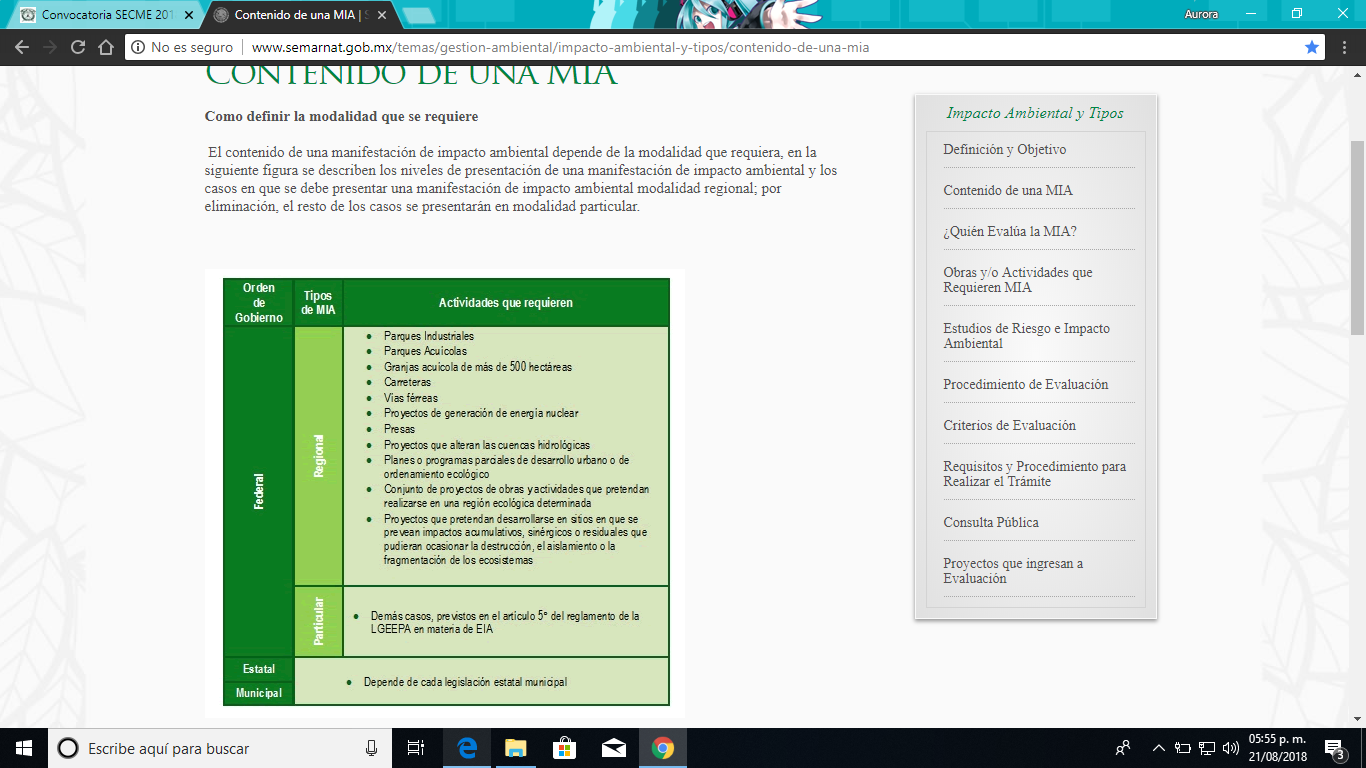 Convocatoria SECME 201
Contenido de una MIA | S
Aurora
No es seguro
www.semarnat.gob.mx/temas/gestion-ambiental/impacto-ambiental-y-tipos/contenido-de-una-mia
CONTENIDO DE UNA MIA
Como definir la modalidad que se requiere
El contenido de una manifestación de impacto ambiental depende de la modalidad que requiera, en la
siguiente figura se describen los niveles de presentación de una manifestación de impacto ambiental y los
casos en que se debe presentar una manifestación de impacto ambiental modalidad regional; por
eliminación, el resto de los casos se presentarán en modalidad particular.
Orden
de
Gobierno
Tipos
de MIA
Actividades que requieren
Federal
Regional
• Parques Industriales
• Parques Acuícolas
• Granjas acuícola de más de 500 hectáreas
• Carreteras
• Vías férreas
• Proyectos de generación de energía nuclear
• Presas
• Proyectos que alteran las cuencas hidrológicas
• Planes o programas parciales de desarrollo urbano o de
ordenamiento ecológico
• Conjunto de proyectos de obras y actividades que pretendan
realizarse en una región ecológica determinada
• Proyectos que pretendan desarrollarse en sitios en que se
prevean impactos acumulativos, sinérgicos o residuales que
pudieran ocasionar la destrucción, el aislamiento o la
fragmentación de los ecosistemas
Particular
• Demás casos, previstos en el artículo 5° del reglamento de la
LGEEPA en materia de EIA
Estatal
Municipal
• Depende de cada legislación estatal municipal
Impacto Ambiental y Tipos
Definición y Objetivo
Contenido de una MIA
¿Quién Evalúa la MIA?
Obras y/o Actividades que
Requieren MIA
Estudios de Riesgo e Impacto
Ambiental
Procedimiento de Evaluación
Criterios de Evaluación
Requisitos y Procedimiento para
Realizar el Trámite
Consulta Pública
Proyectos que ingresan a
Evaluación
Escribe aquí para buscar
05:55 p. m.
21/08/2018
3